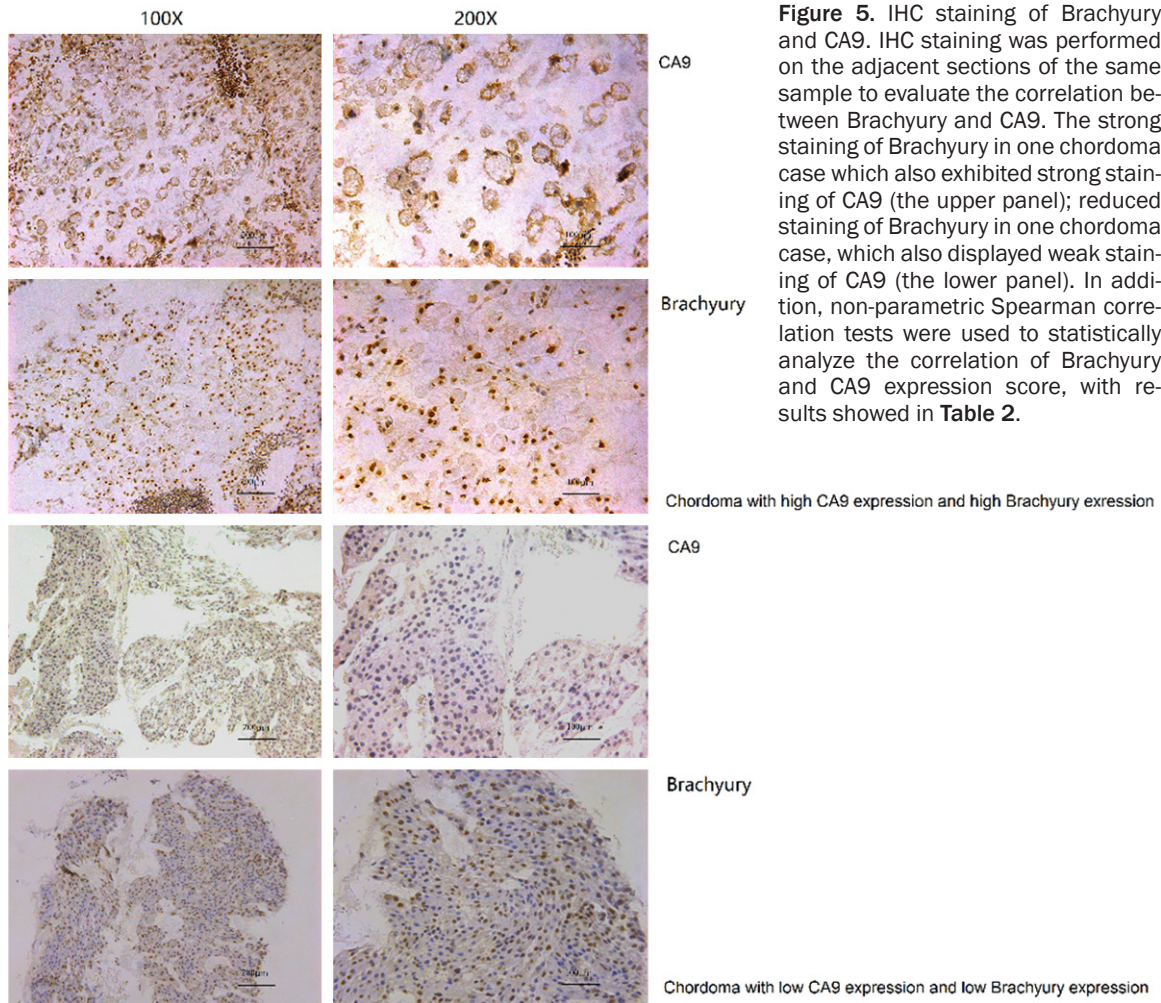 100X
200X
CA9
Brachyury
Chordoma with high CA9 expression and high Brachyury exression
CA9
200μm
100μm
Brachyury
Chordoma with low CA9 expression and low Brachyury expression
Figure 5. IHC staining of Brachyury
and CA9. IHC staining was performed
on the adjacent sections of the same
sample to evaluate the correlation be-
tween Brachyury and CA9. The strong
staining of Brachyury in one chordoma
case which also exhibited strong stain-
ing of CA9 (the upper panel); reduced
staining of Brachyury in one chordoma
case, which also displayed weak stain-
ing of CA9 (the lower panel). In addi-
tion, non-parametric Spearman corre-
lation tests were used to statistically
analyze the correlation of Brachyury
and CA9 expression score, with re-
sults showed in Table 2.